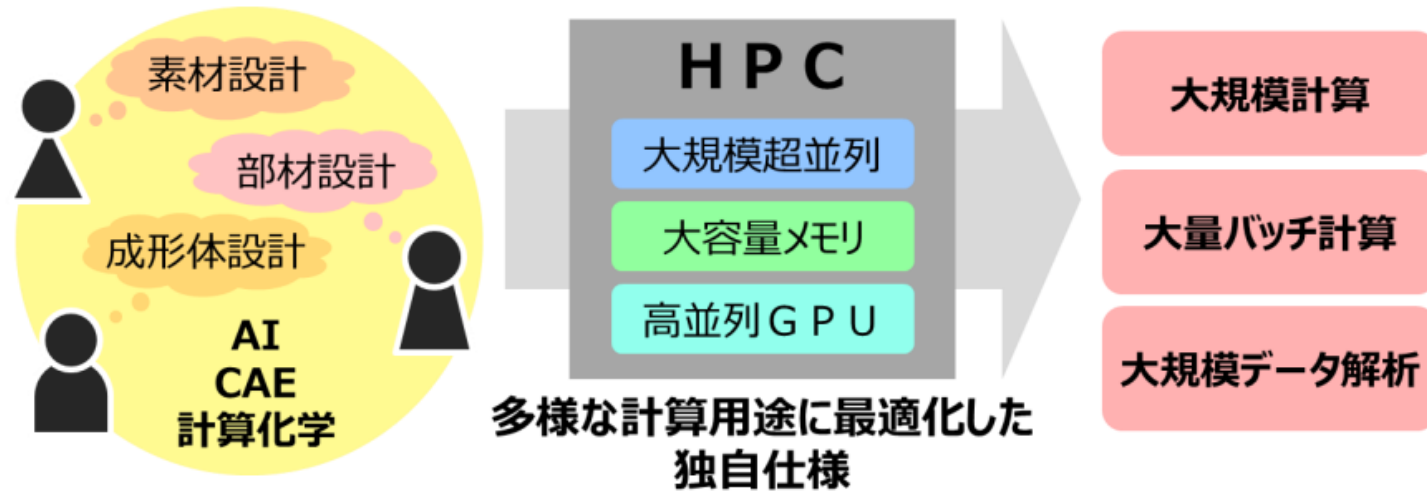 素材設計
部材設計
成形体設計
AI
CAE
計算化学
ＨＰＣ
大規模超並列
大容量メモリ
高並列ＧＰＵ
多様な計算用途に最適化した
独自仕様
大規模計算
大量バッチ計算
大規模データ解析